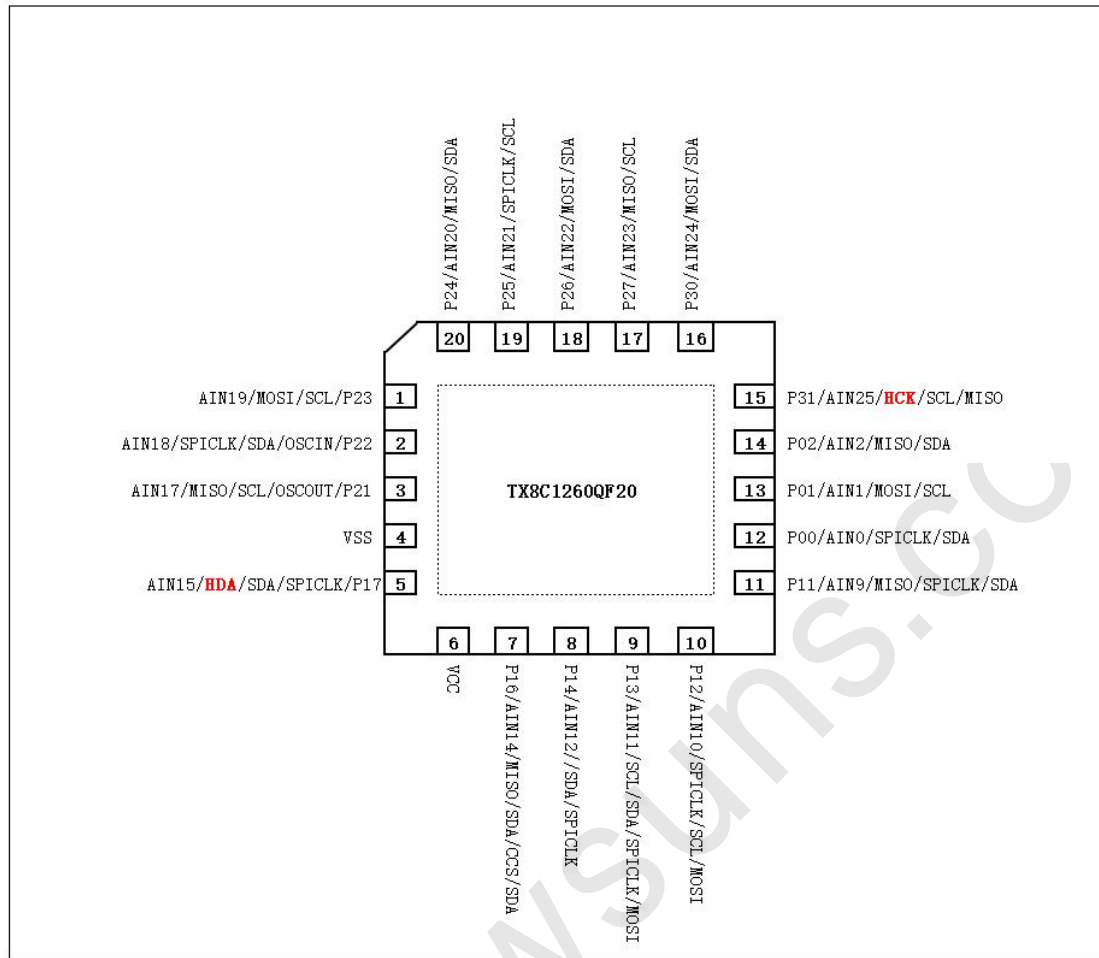 P24/AIN20/MISO/SDA
P25/AIN21/SPICLK/SCL
P26/AIN22/MOSI/SDA
P27/AIN23/MISO/SCL
P30/AIN24/MOSI/SDA
20
19
18
17
16
AIN19/MOSI/SCL/P23 1
15 P31/AIN25/HCK/SCL/MISO
AIN18/SPICLK/SDA/OSCIN/P22 2
14 P02/AIN2/MISO/SDA
AIN17/MISO/SCL/OSCOUT/P21 3
TX8C1260QF20
13 P01/AIN1/MOSI/SCL
VSS 4
12 P00/AIN0/SPICLK/SDA
AIN15/HDA/SDA/SPICLK/P17 5
11 P11/AIN9/MISO/SPICLK/SDA
6
7
8
9
10
VCC
P16/AIN14/MISO/SDA/CCS/SDA
P14/AIN12//SDA/SPICLK
P13/AIN11/SCL/SDA/SPICLK/MOSI
P12/AIN10/SPICLK/SCL/MOSI